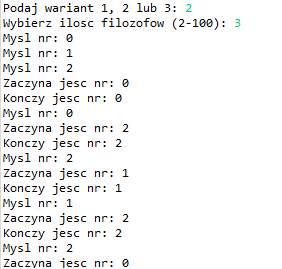 Podaj wariant 1, 2 lub 3: 2
Wybierz ilosc filozofow (2-100): 3
Mysl nr: 0
Mysl nr: 1
Mysl nr: 2
Zaczyna jesc nr: 0
Konczy jesc nr: 0
Mysl nr: 0
Zaczyna jesc nr: 2
Konczy jesc nr: 2
Mysl nr: 2
Zaczyna jesc nr: 1
Konczy jesc nr: 1
Mysl nr: 1
Zaczyna jesc nr: 2
Konczy jesc nr: 2
Mysl nr: 2
Zaczyna jesc nr: 0